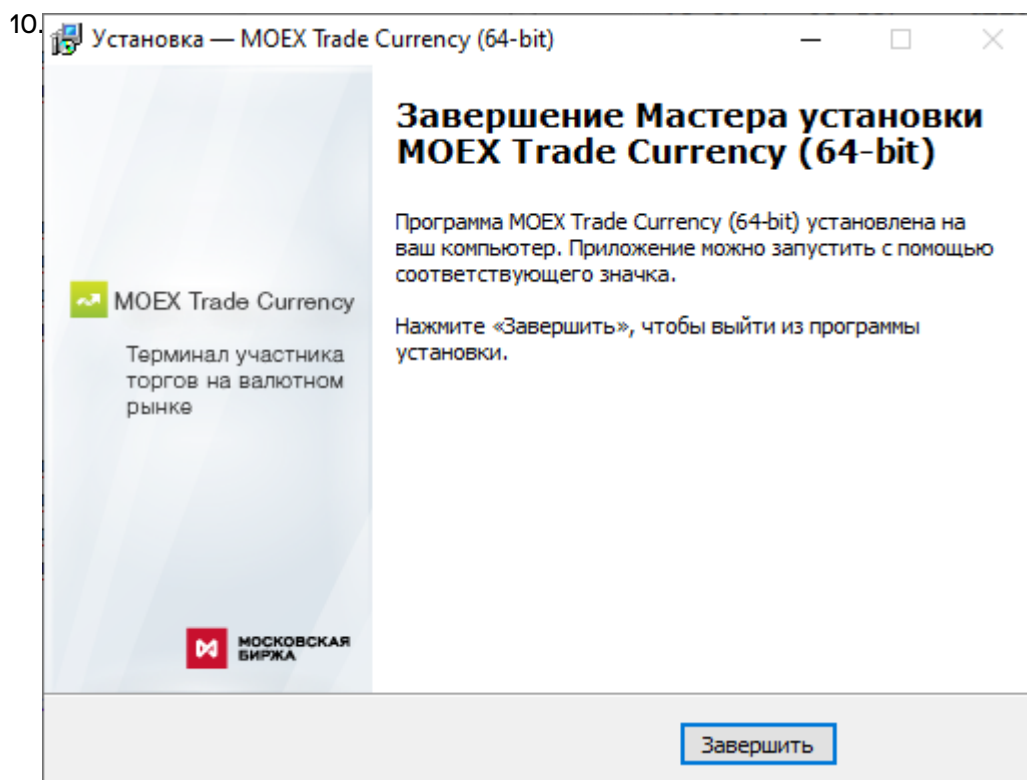 10.
Установка — MOEX Trade Currency (64-bit)
Завершение Мастера установки
MOEX Trade Currency (64-bit)
Программа MOEX Trade Currency (64-bit) установлена на
ваш компьютер. Приложение можно запустить с помощью
соответствующего значка.
Нажмите «Завершить», чтобы выйти из программы
установки.
MOEX Trade Currency
Терминал участника
торгов на валютном
рынке
МОСКОВСКАЯ
БИРЖА
Завершить